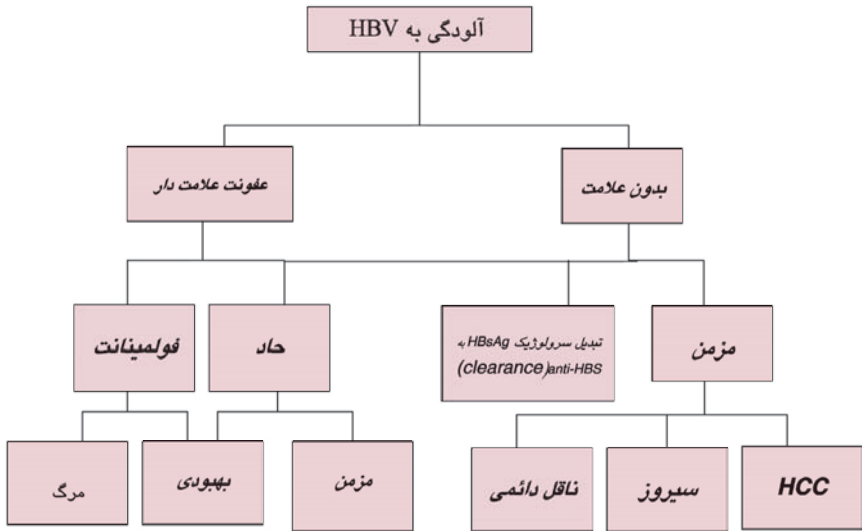 آلودگی به HBV
بدون علامت
عفونت علامت دار
مزمن
تبدیل سرولوژیک HBsAg به
anti-HBS(clearance)
حاد
فولمینانت
HCC
سیروز
ناقل دائمی
مزمن
بهبودی
مرگ